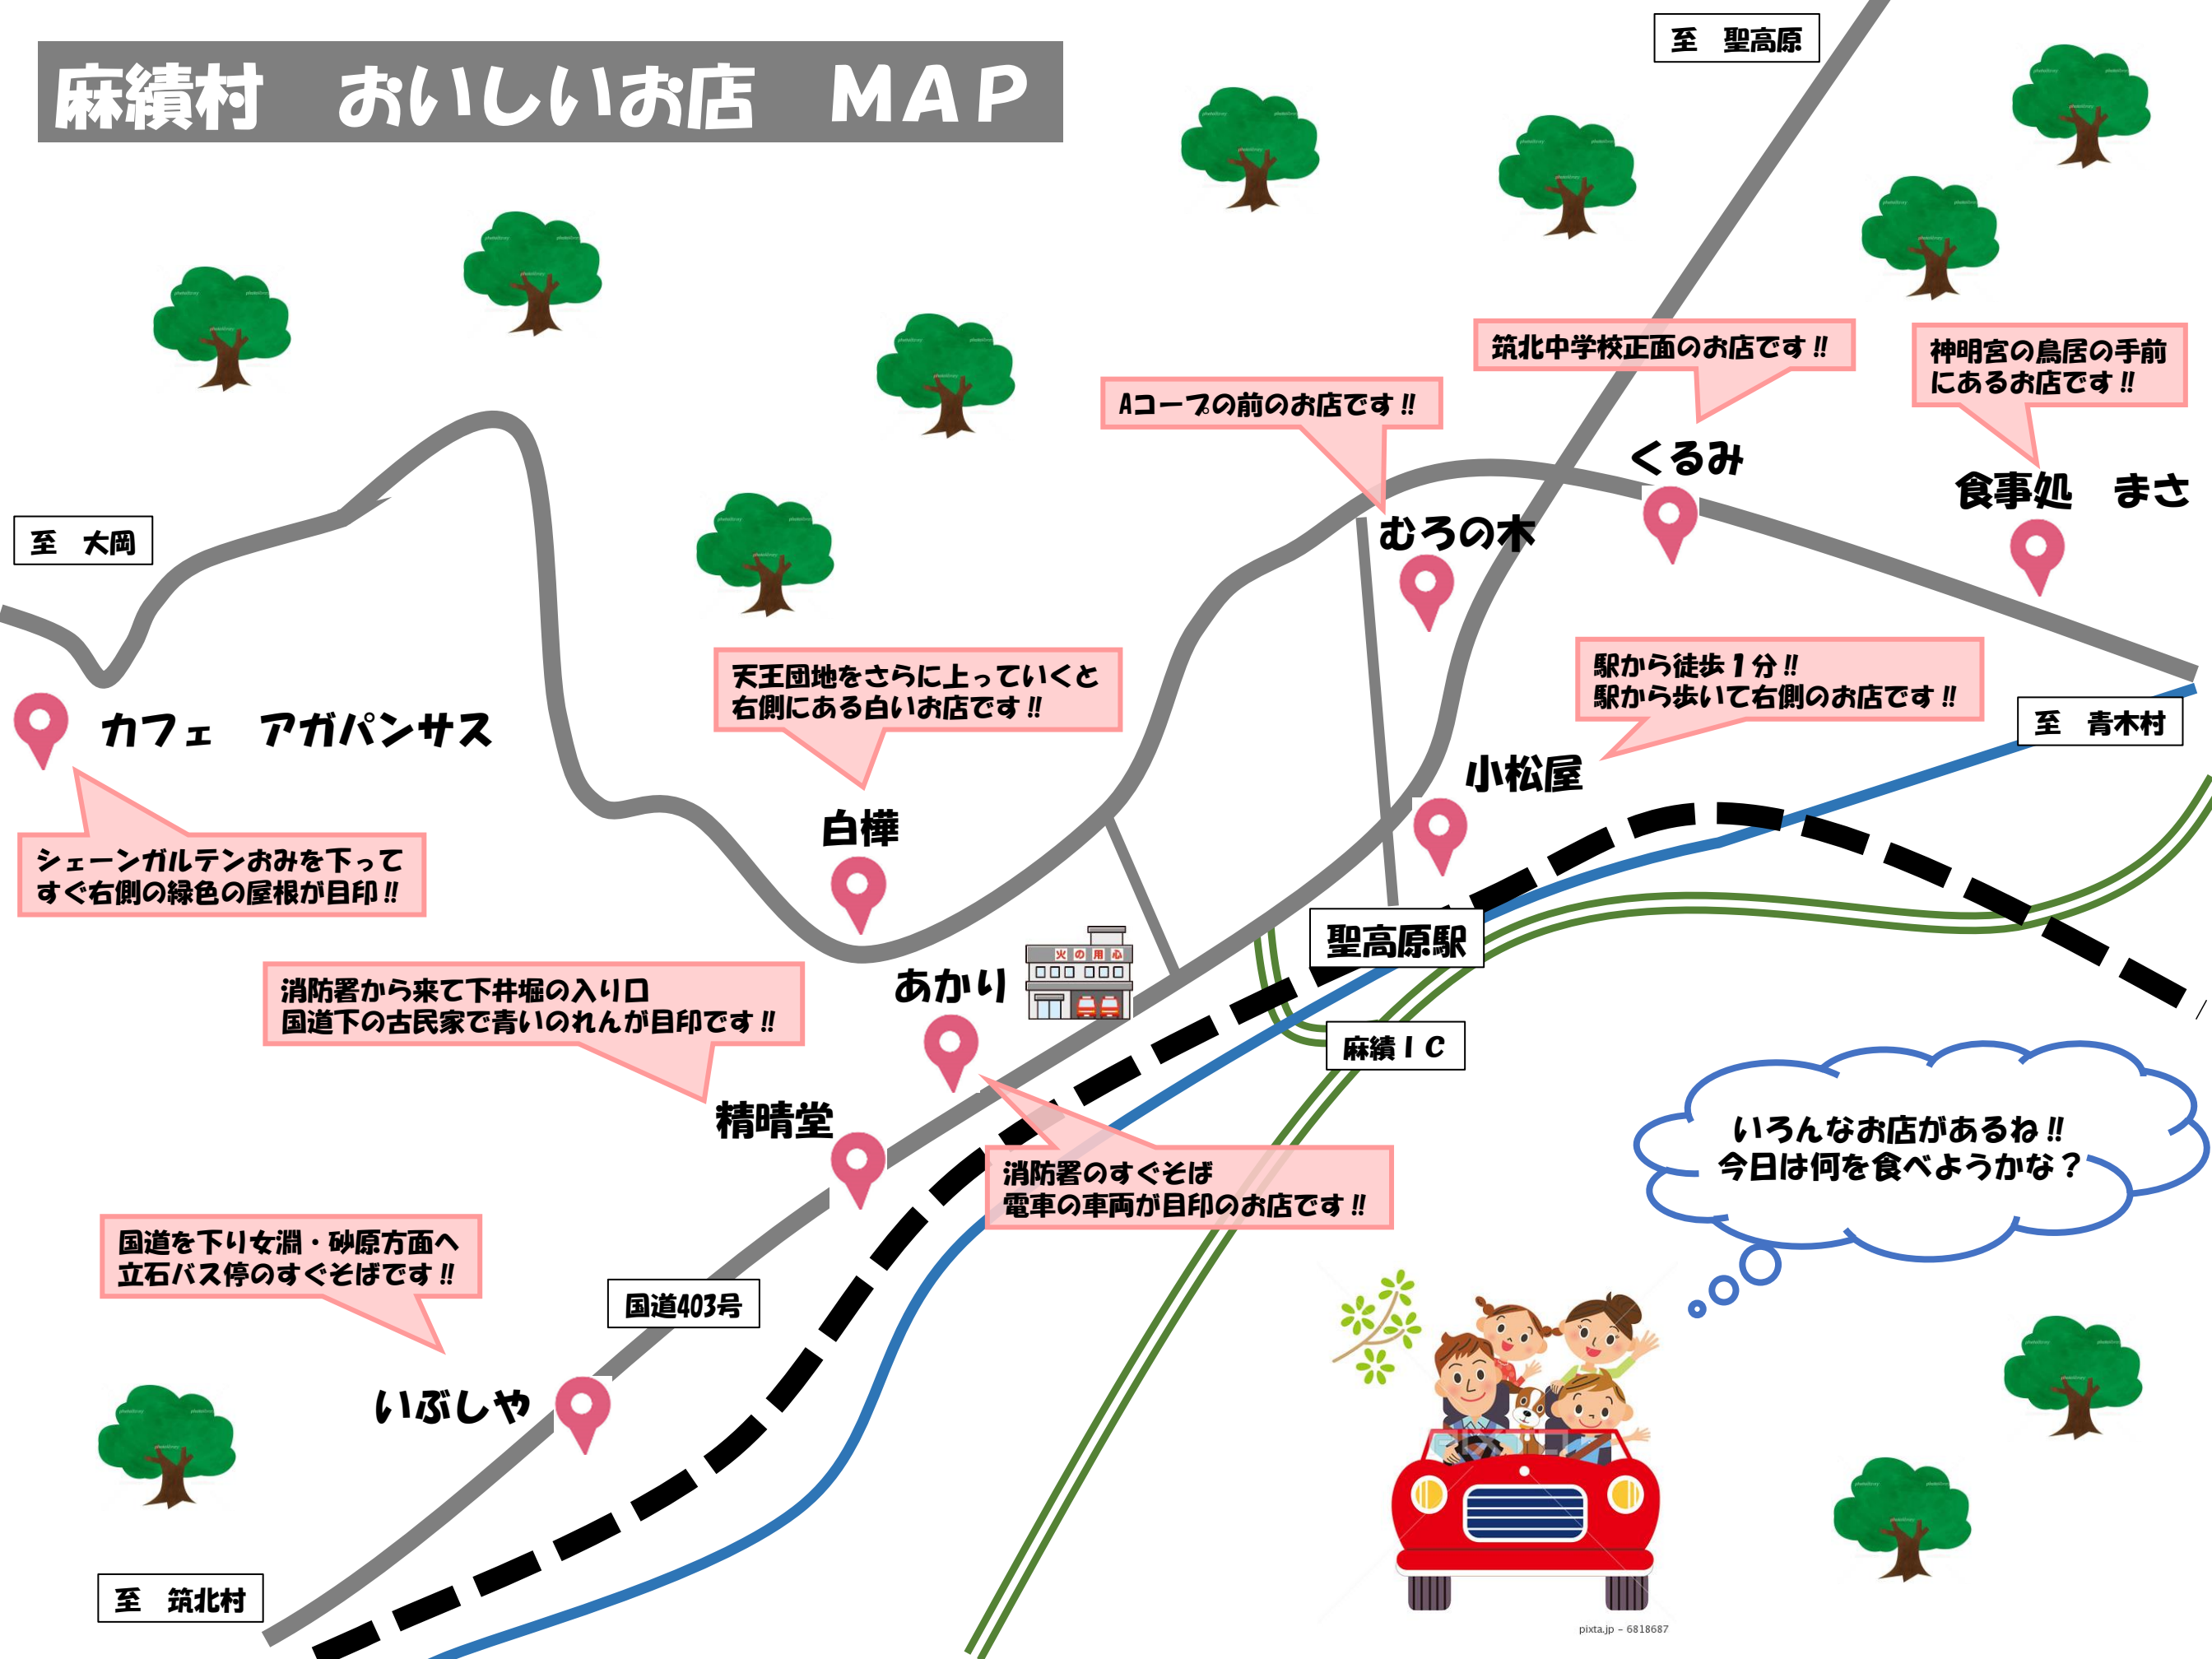 麻績村　おいしいお店　ＭＡＰ
至　聖高原
筑北中学校正面のお店です‼
神明宮の鳥居の手前
にあるお店です‼
Aコープの前のお店です‼
くるみ
食事処　まさ
むろの木
至　大岡
カフェ　アガパンサス
シェーンガルテンおみを下って
すぐ右側の緑色の屋根が目印‼
天王団地をさらに上っていくと
右側にある白いお店です‼
白樺
駅から徒歩１分‼
駅から歩いて右側のお店です‼
至　青木村
小松屋
聖高原駅
麻績ＩＣ
火の用心
あかり
消防署から来て下井堀の入り口
国道下の古民家で青いのれんが目印です‼
精晴堂
消防署のすぐそば
電車の車両が目印のお店です‼
いろんなお店があるね‼
今日は何を食べようかな？
国道を下り女淵・砂原方面へ
立石バス停のすぐそばです‼
国道403号
いぶしや
至　筑北村
pixta.jp - 6818687